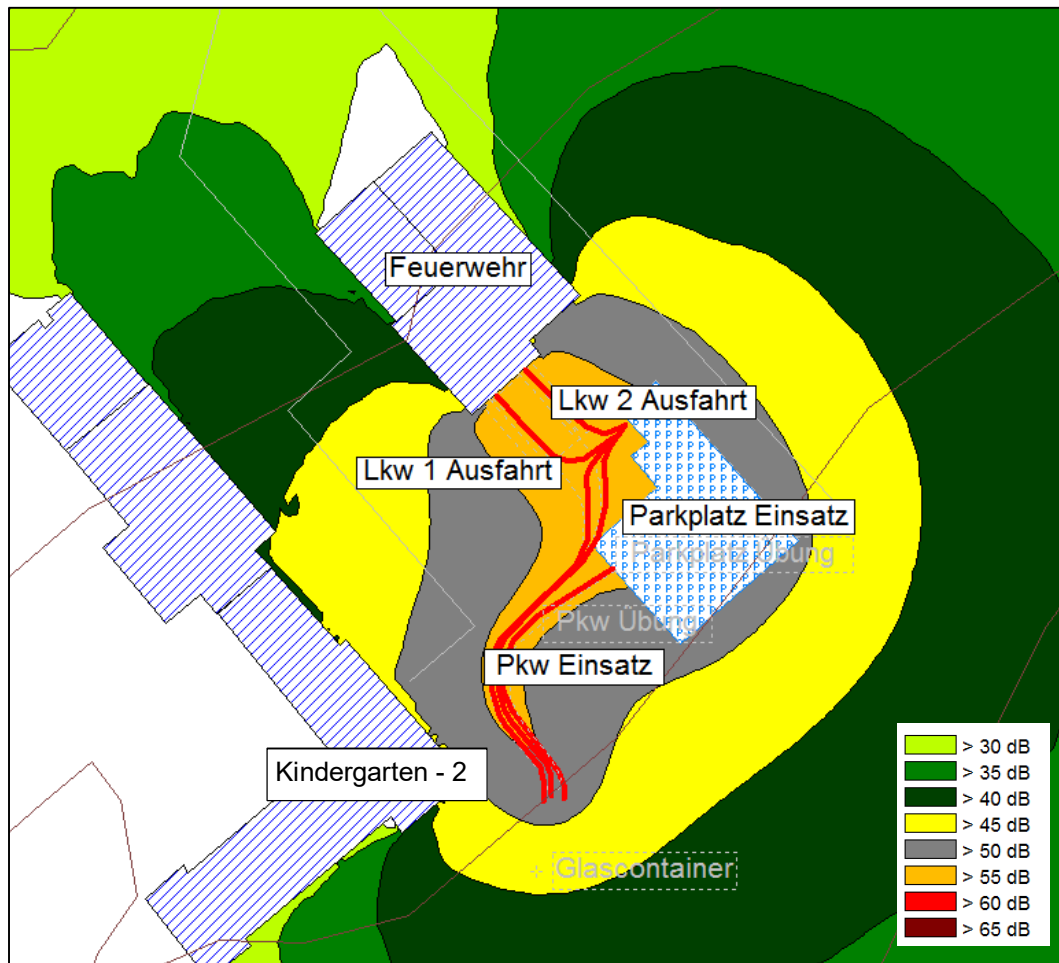 Feuerwehr
Lkw 2 Ausfahrt
Lkw 1 Ausfahrt
Parkplatz Einsatz
Parkplatz Übung
Pkw Übung
Pkw Einsatz
Kindergarten - 2
Glascontainer
> 30 dB
> 35 dB
> 40 dB
> 45 dB
> 50 dB
> 55 dB
> 60 dB
> 65 dB